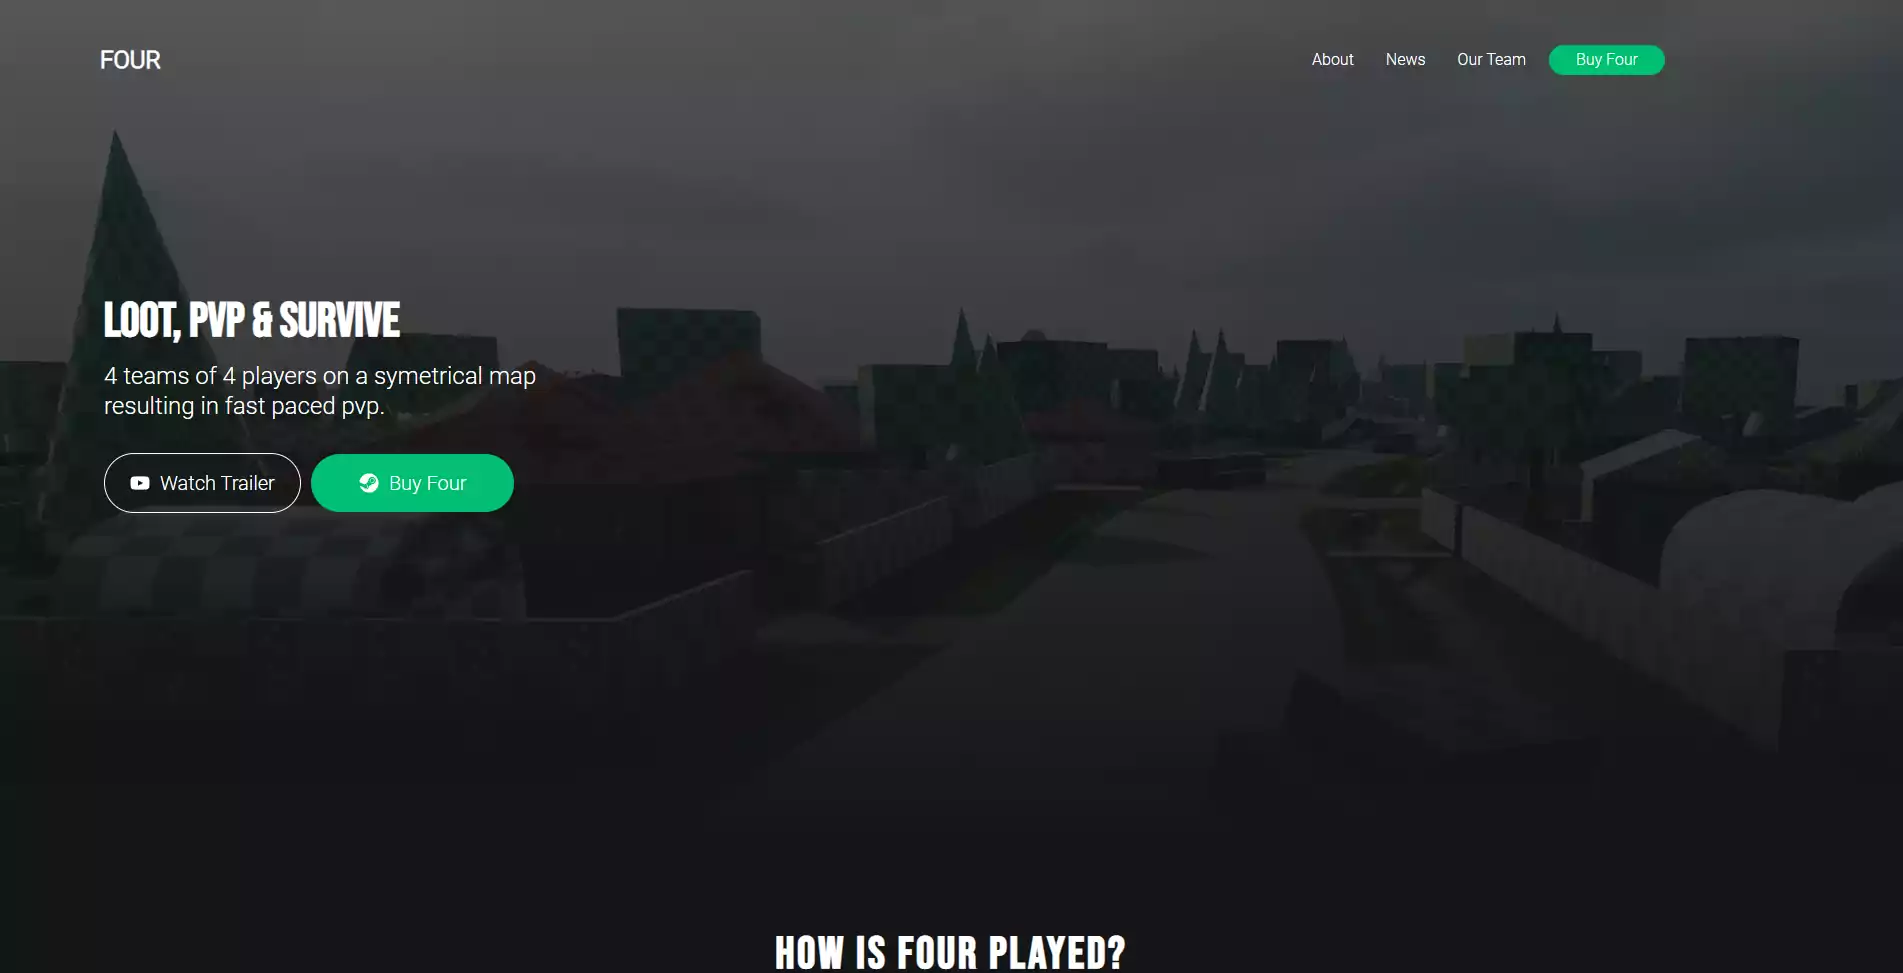 FOUR
About
News
Our Team
Buy Four
LOOT, PVP & SURVIVE
4 teams of 4 players on a symetrical map
resulting in fast paced pvp.
Watch Trailer
Buy Four
HOW IS FOUR PLAYED?